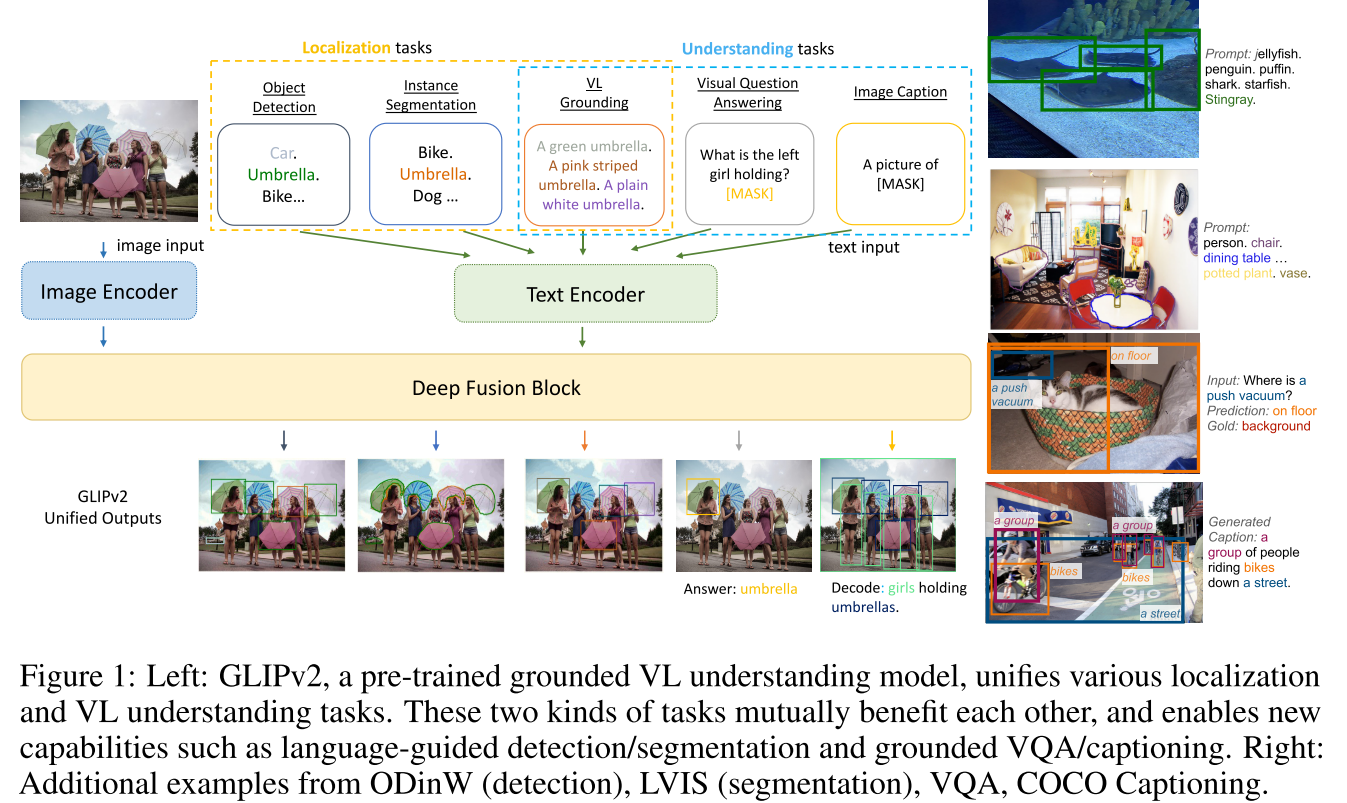 Localization tasks
Understanding tasks
Object
Detection
Instance
Segmentation
VL
Grounding
Visual Question
Answering
Image Caption
Car.
Umbrella.
Bike...
Bike.
Umbrella.
Dog ...
A green umbrella.
A pink striped
umbrella. A plain
white umbrella.
What is the left
girl holding?
[MASK]
A picture of
[MASK]
image input
text input
Image Encoder
Text Encoder
Deep Fusion Block
GLIPv2
Unified Outputs
Answer: umbrella
Decode: girls holding
umbrellas.
Prompt: jellyfish.
penguin. puffin.
shark. starfish.
Stingray.
Prompt:
person. chair.
dining table ...
potted plant. vase.
on floor
a push
vacuum
Input: Where is a
push vacuum?
Prediction: on floor
Gold: background
a group
a group
bikes
bikes
a street
Generated
Caption: a
group of people
riding bikes
down a street.
Figure 1: Left: GLIPv2, a pre-trained grounded VL understanding model, unifies various localization
and VL understanding tasks. These two kinds of tasks mutually benefit each other, and enables new
capabilities such as language-guided detection/segmentation and grounded VQA/captioning. Right:
Additional examples from ODinW (detection), LVIS (segmentation), VQA, COCO Captioning.